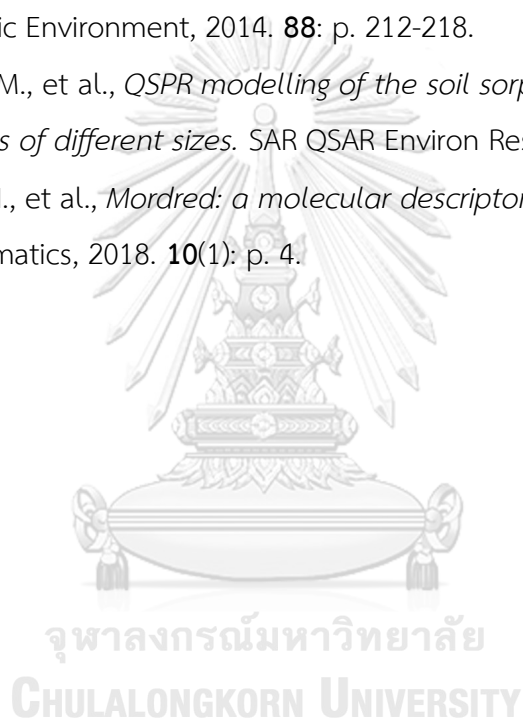 ic Environment, 2014. 88: p. 212-218.
M., et al., QSPR modelling of the soil sorp
s of different sizes. SAR QSAR Environ Res
., et al., Mordred: a molecular descriptor
matics, 2018. 10(1): p. 4.
จุฬาลงกรณ์มหาวิทยาลัย
CHULALONGKORN UNIVERSITY